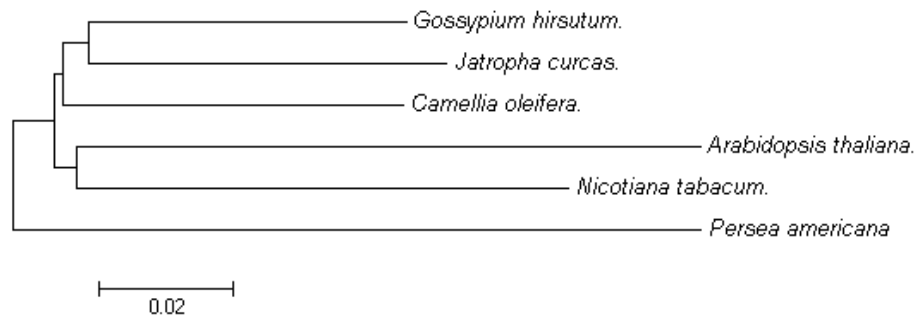 Gossypium hirsutum.
Jatropha curcas.
Camellia oleifera.
Arabidopsis thaliana.
Nicotiana tabacum.
Persea americana
0.02